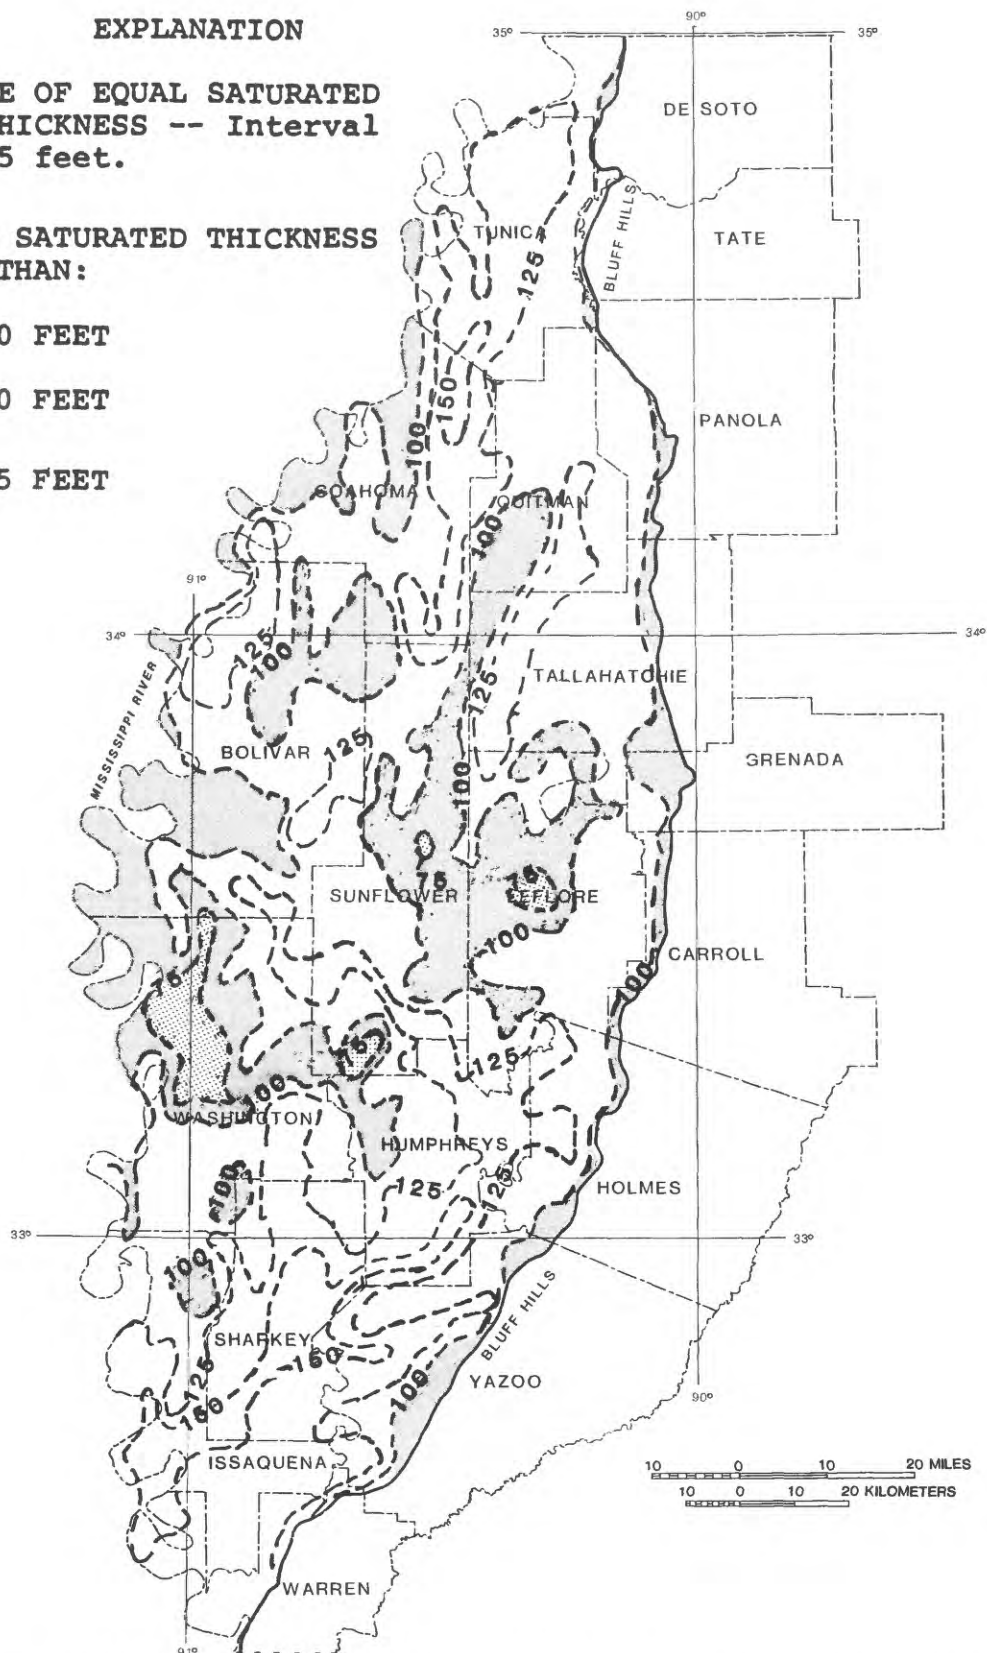 EXPLANATION
E OF EQUAL SATURATED
HICKNESS -- Interval
5 feet.
SATURATED THICKNESS
THAN:
0 FEET
0 FEET
5 FEET
90°
35°
35°
DE SOTO
BLUFF HILLS
TUNICA
TATE
125
150
100
PANOLA
COAHOMA
QUITMAN
100
91°
34°
34°
125
100
125
TALLAHATCHIE
MISSISSIPPI RIVER
BOLIVAR
125
100
GRENADA
75
75
SUNFLOWER
LEFLORE
100
CARROLL
75
100
75
125
100
WASHINGTON
HUMPHREYS
125
125
HOLMES
100
33°
33°
100
BLUFF HILLS
SHARKEY
150
YAZOO
125
100
150
90°
ISSAQUENA
10 0 10 20 MILES
10 0 10 20 KILOMETERS
WARREN
91°